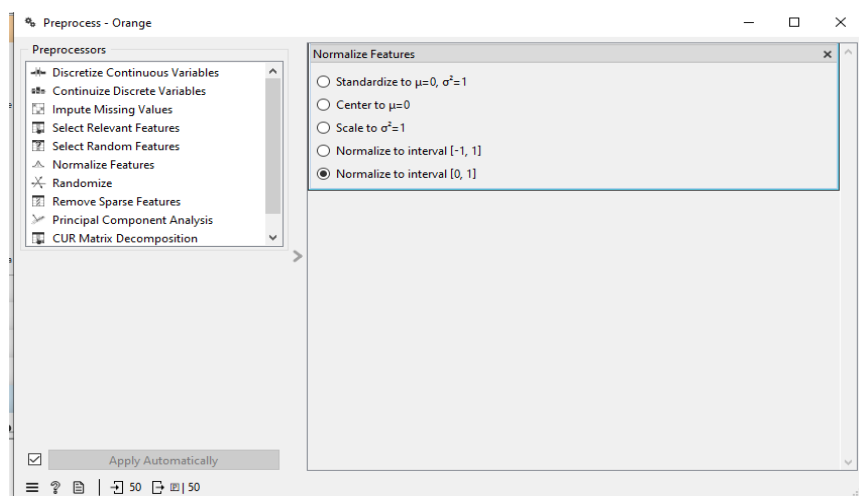 Preprocess - Orange
Preprocessors
Discretize Continuous Variables
Continuize Discrete Variables
Impute Missing Values
Select Relevant Features
Select Random Features
Normalize Features
Randomize
Remove Sparse Features
Principal Component Analysis
CUR Matrix Decomposition
Normalize Features
Standardize to μ=0, σ²=1
Center to μ=0
Scale to σ²=1
Normalize to interval [-1, 1]
Normalize to interval [0, 1]
Apply Automatically
50 | 50